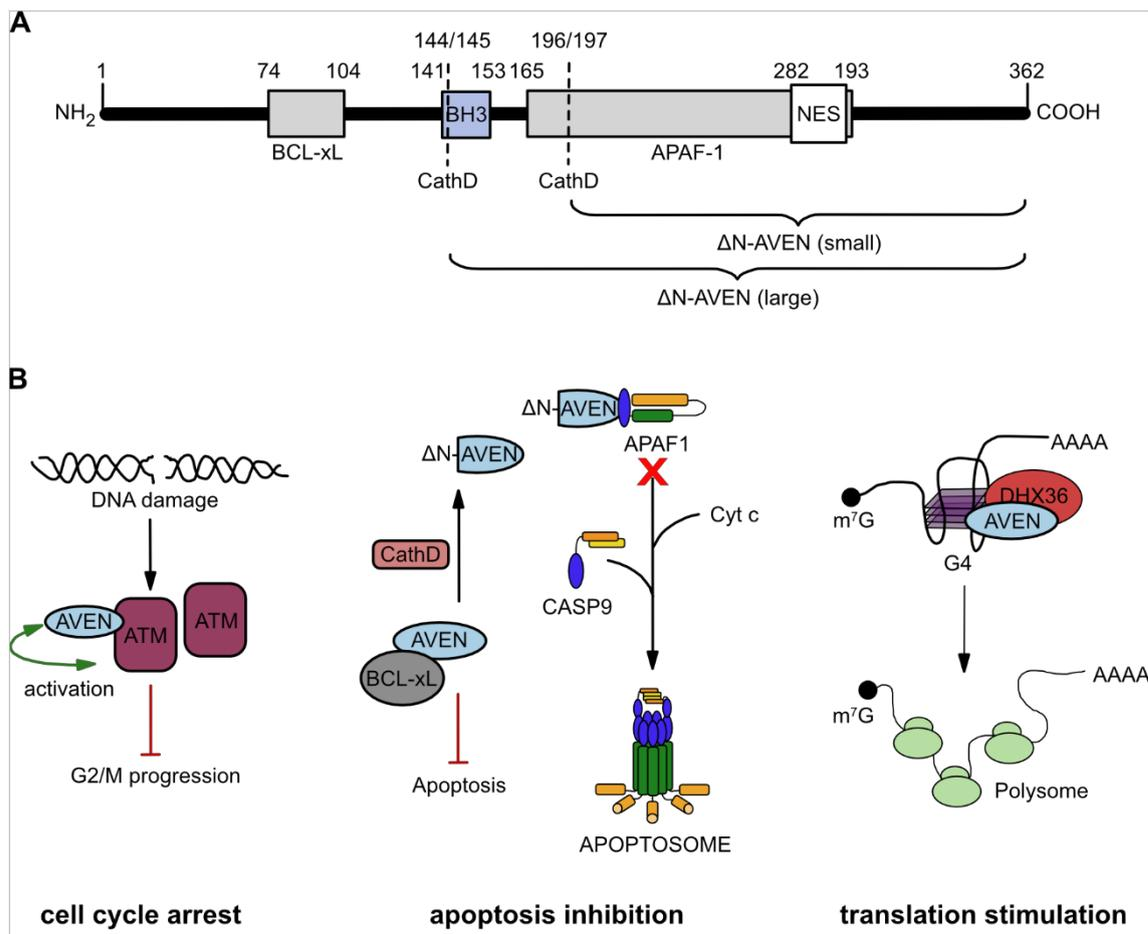 A
144/145 196/197
1 74 104 141 153 165 282 193 362
NH2 BH3 NES COOH
BCL-xL APAF-1
CathD CathD
ΔN-AVEN (small)
ΔN-AVEN (large)
B
DNA damage
AVEN ATM ATM
activation
G2/M progression
cell cycle arrest
ΔN-AVEN
CathD
AVEN
BCL-xL
Apoptosis
ΔN-AVEN
APAF1
Cyt c
CASP9
APOPTOSOME
apoptosis inhibition
AAAA
m7G
DHX36
AVEN
G4
AAAA
m7G
Polysome
translation stimulation